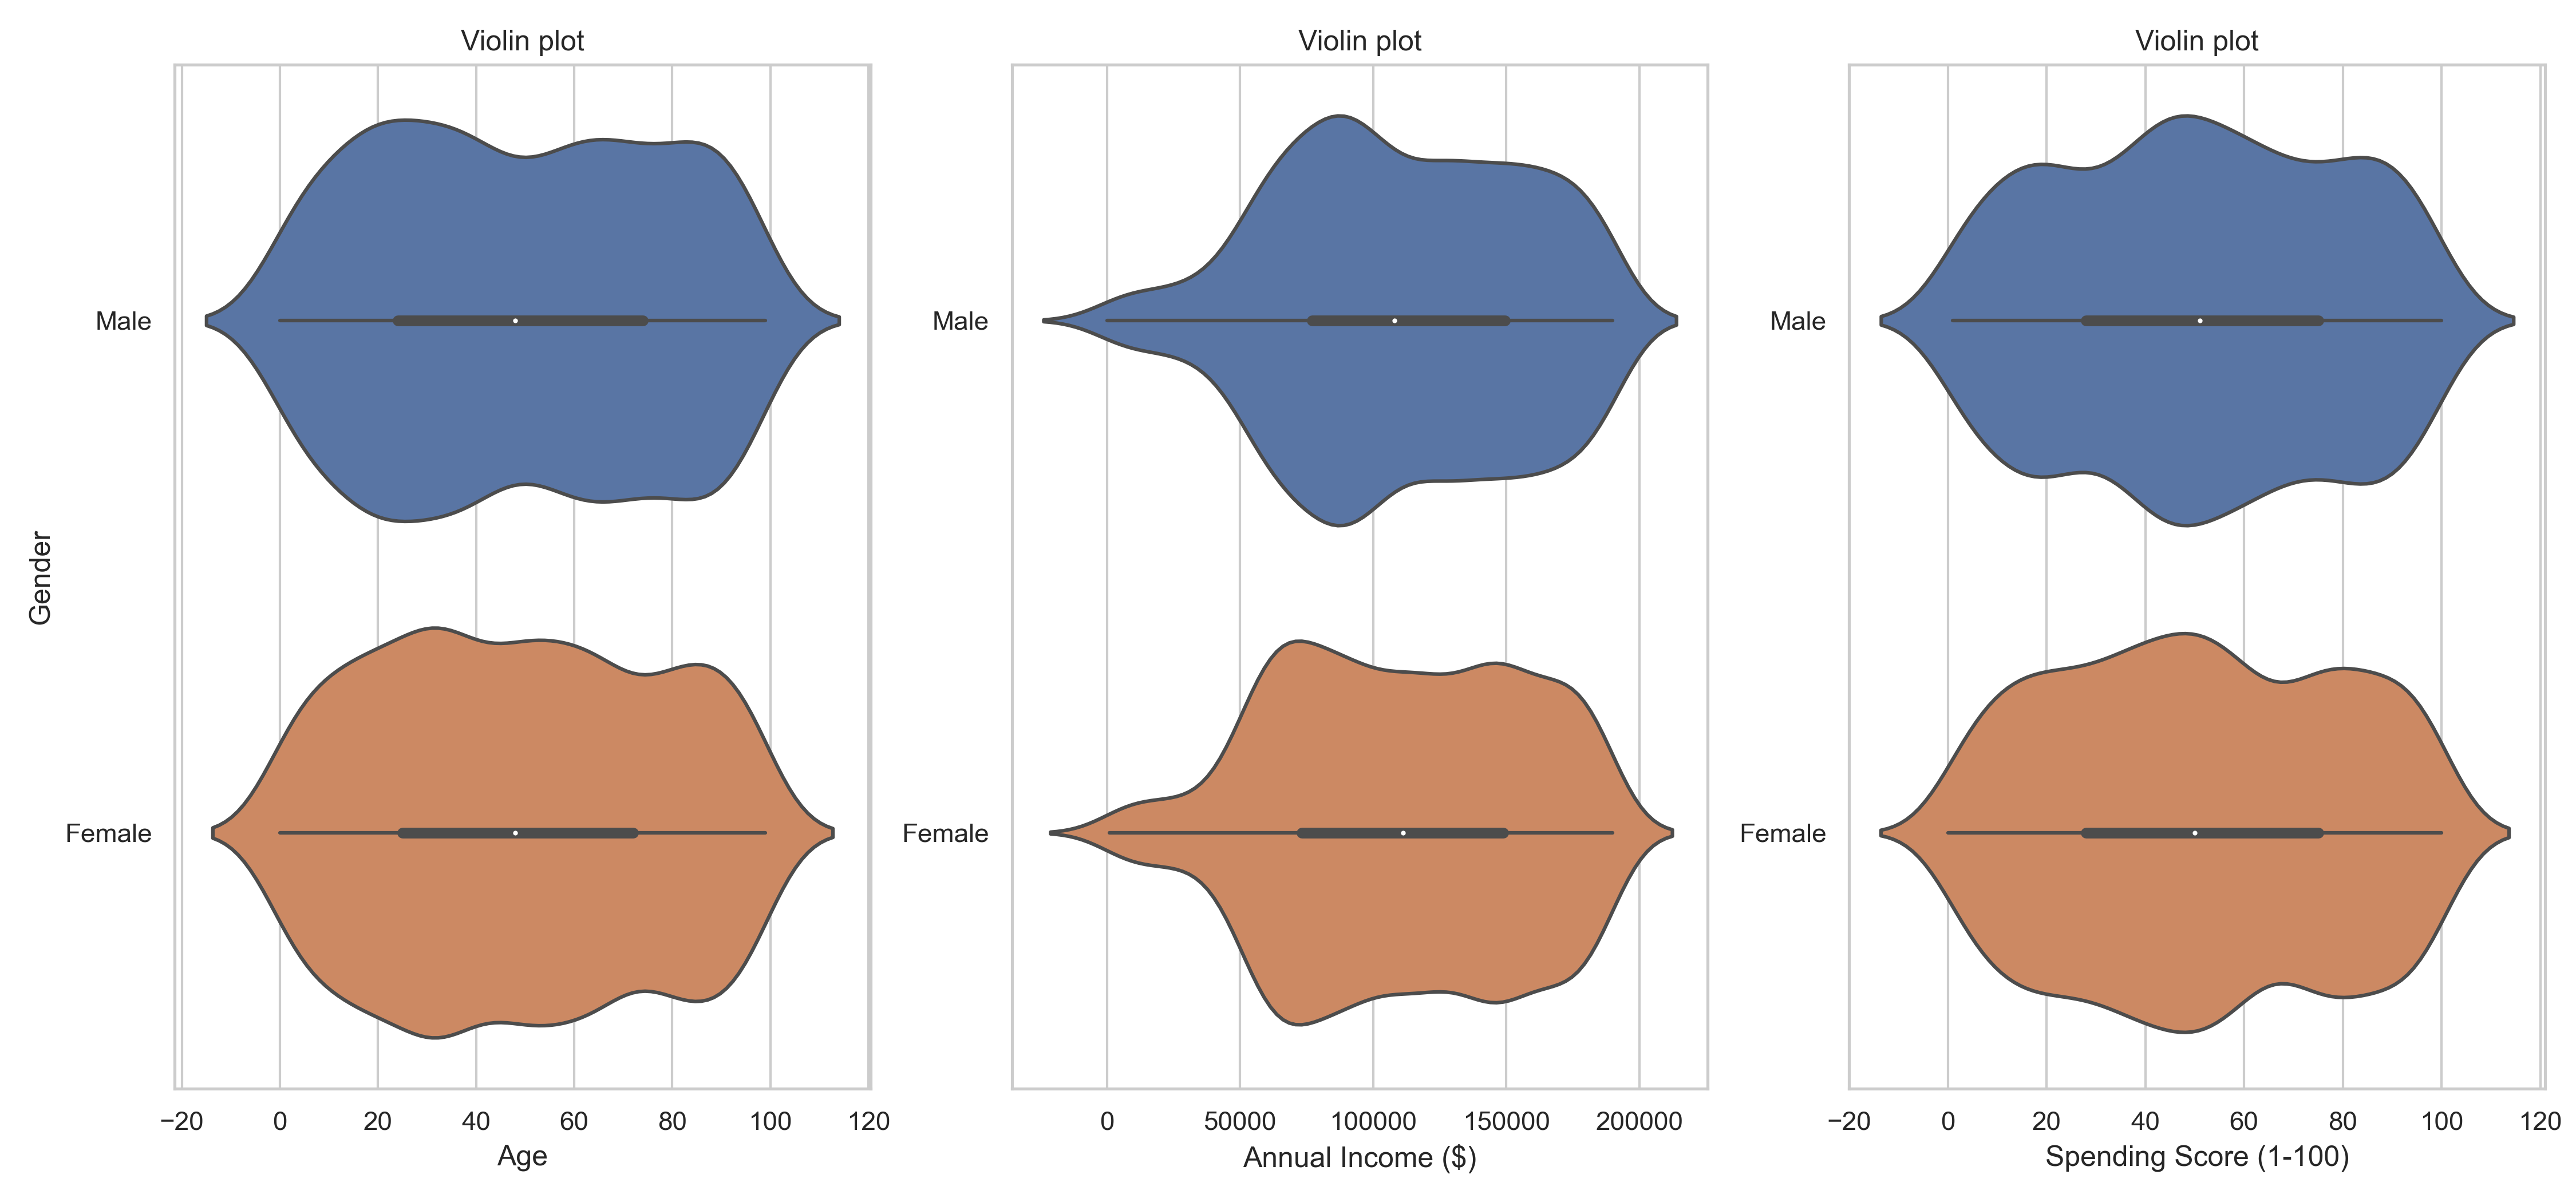 Violin plot
Violin plot
Violin plot
Gender
Male
Female
−20 0 20 40 60 80 100 120
Age
Male
Female
0 50000 100000 150000 200000
Annual Income ($)
Male
Female
−20 0 20 40 60 80 100 120
Spending Score (1-100)